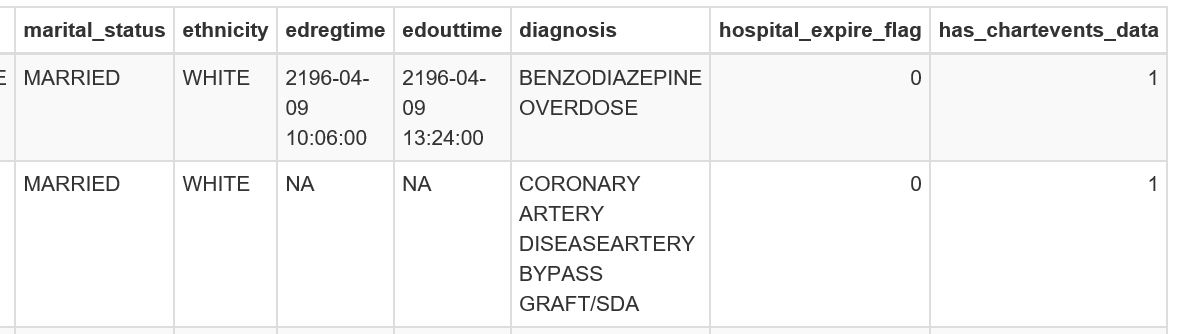 marital_status ethnicity edregtime edouttime diagnosis hospital_expire_flag has_chartevents_data
E MARRIED WHITE 2196-04- 2196-04- BENZODIAZEPINE 0 1
09 09 OVERDOSE
10:06:00 13:24:00
MARRIED WHITE NA NA CORONARY 0 1
ARTERY
DISEASEARTERY
BYPASS
GRAFT/SDA